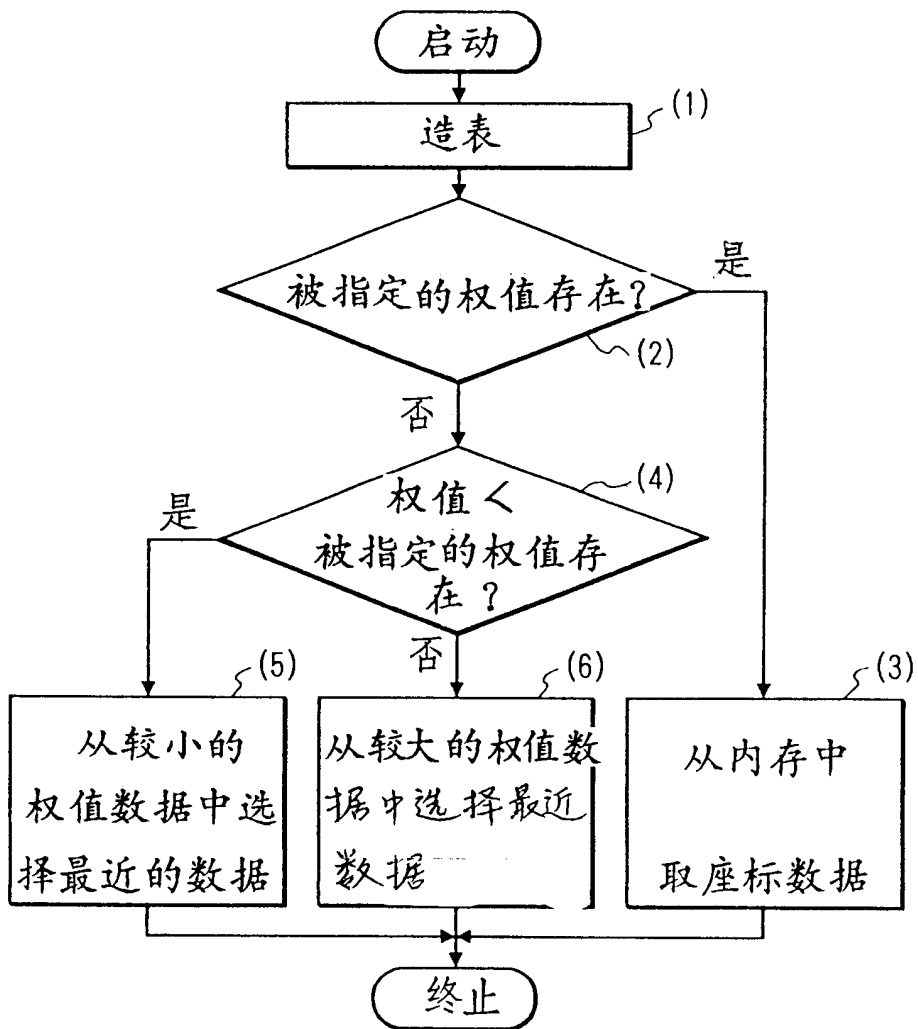 启动
(1)
造表
是
被指定的权值存在?
(2)
否
(4)
权值 <
是
被指定的权值存
在 ?
否
(5)
(6)
(3)
从较小的
权值数据中选
择最近的数据
从较大的权值数
据中选择最近
数据
从内存中
取座标数据
终止